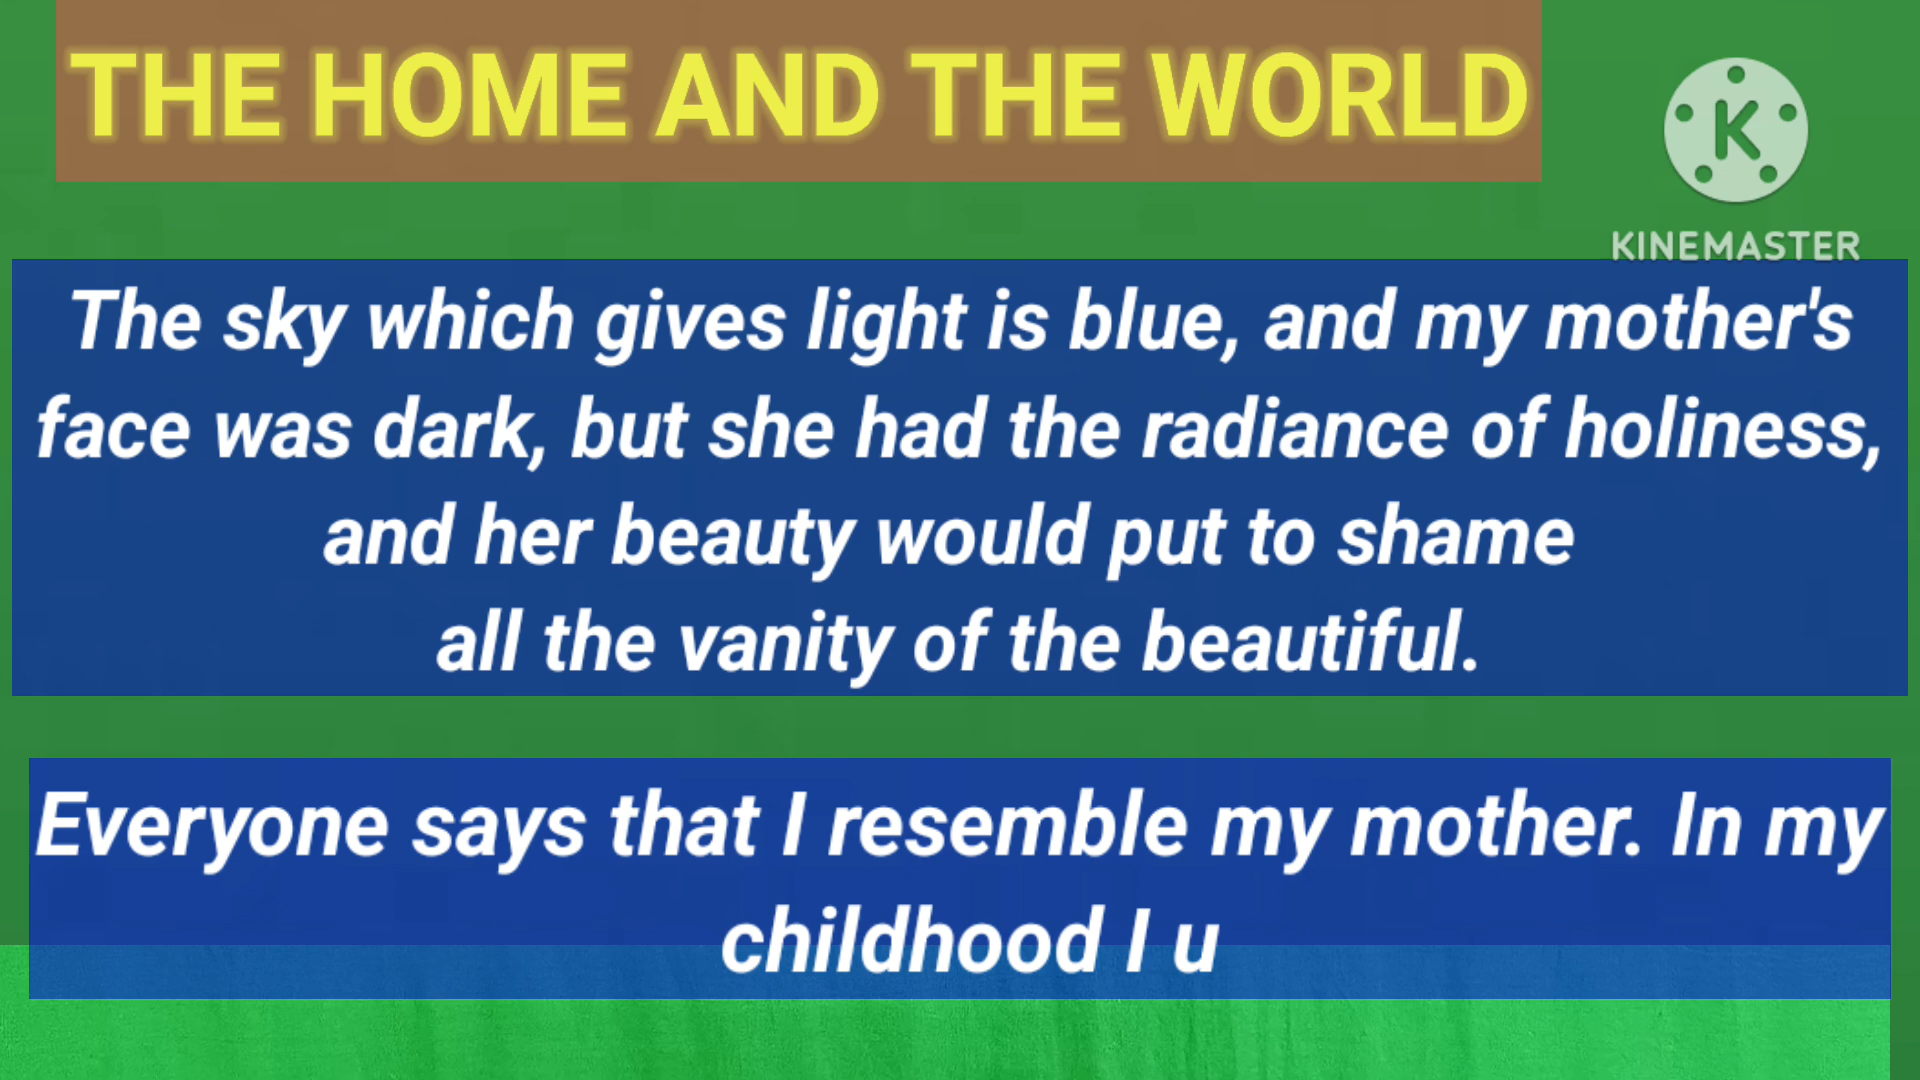 THE HOME AND THE WORLD
K
KINEMASTER
The sky which gives light is blue, and my mother's
face was dark, but she had the radiance of holiness,
and her beauty would put to shame
all the vanity of the beautiful.
Everyone says that I resemble my mother. In my
childhood I u